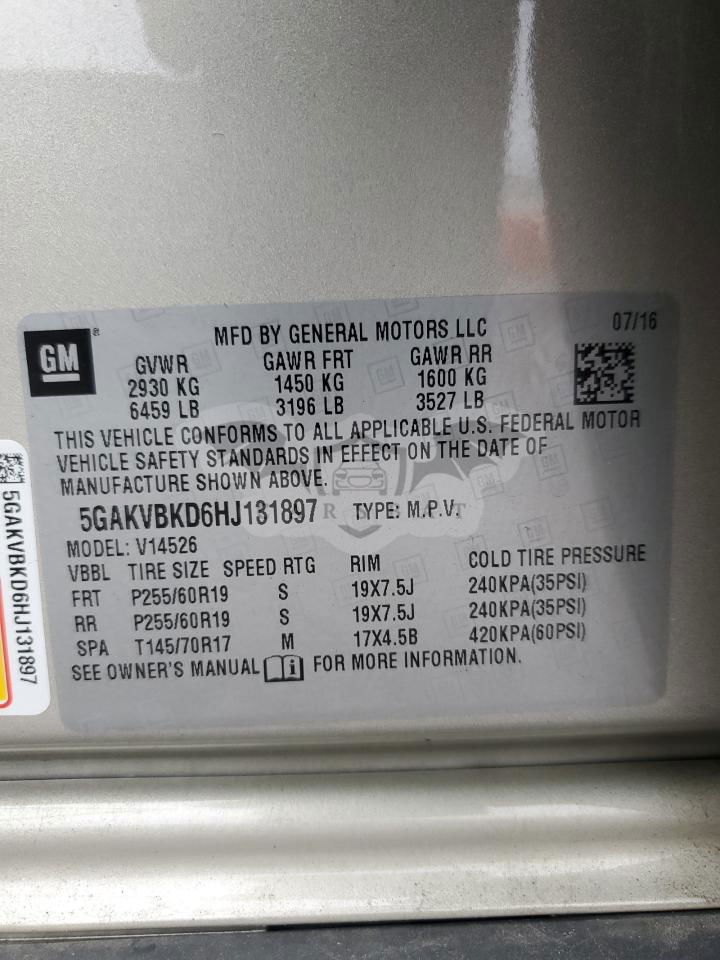 GM
MFD BY GENERAL MOTORS LLC 07/16
GVWR GAWR FRT GAWR RR
2930 KG 1450 KG 1600 KG
6459 LB 3196 LB 3527 LB
THIS VEHICLE CONFORMS TO ALL APPLICABLE U.S. FEDERAL MOTOR
VEHICLE SAFETY STANDARDS IN EFFECT ON THE DATE OF
MANUFACTURE SHOWN ABOVE.
5GAKVBKD6HJ131897 TYPE: M.P.V.
MODEL: V14526
VBBL TIRE SIZE SPEED RTG RIM COLD TIRE PRESSURE
FRT P255/60R19 S 19X7.5J 240KPA(35PSI)
RR P255/60R19 S 19X7.5J 240KPA(35PSI)
SPA T145/70R17 M 17X4.5B 420KPA(60PSI)
SEE OWNER'S MANUAL FOR MORE INFORMATION.
5GAKVBKD6HJ131897